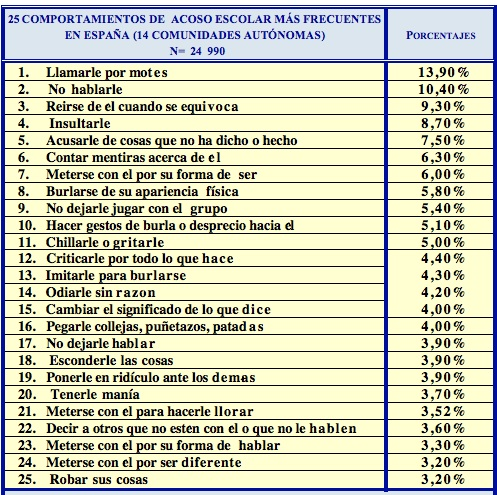 25 COMPORTAMIENTOS DE ACOSO ESCOLAR MÁS FRECUENTES
EN ESPAÑA (14 COMUNIDADES AUTÓNOMAS)
N= 24 990
PORCENTAJES
1. Llamarle por motes 13,90%
2. No hablarle 10,40%
3. Reirse de el cuando se equivoca 9,30%
4. Insultarle 8,70%
5. Acusarle de cosas que no ha dicho o hecho 7,50%
6. Contar mentiras acerca de el 6,30%
7. Meterse con el por su forma de ser 6,00%
8. Burlarse de su apariencia física 5,80%
9. No dejarle jugar con el grupo 5,40%
10. Hacer gestos de burla o desprecio hacia el 5,10%
11. Chillarle o gritarle 5,00%
12. Criticarle por todo lo que hace 4,40%
13. Imitarle para burlarse 4,30%
14. Odiarle sin razon 4,20%
15. Cambiar el significado de lo que dice 4,00%
16. Pegarle collejas, puñetazos, patadas 4,00%
17. No dejarle hablar 3,90%
18. Esconderle las cosas 3,90%
19. Ponerle en ridículo ante los demas 3,90%
20. Tenerle manía 3,70%
21. Meterse con el para hacerle llorar 3,52%
22. Decir a otros que no esten con el o que no le hablen 3,60%
23. Meterse con el por su forma de hablar 3,30%
24. Meterse con el por ser diferente 3,20%
25. Robar sus cosas 3,20%